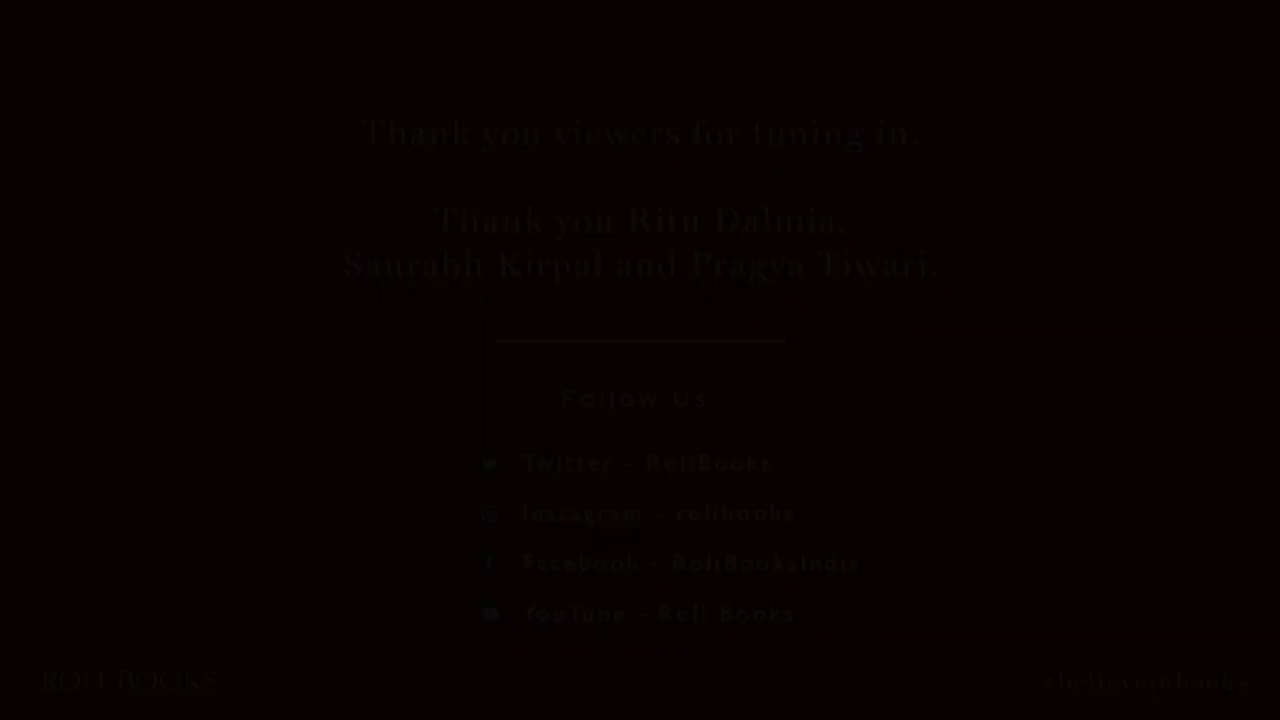 Thank you viewers for tuning in.
Thank you Ritu Dalmia,
Saurabh Kirpal and Pragya Tiwari.
Follow Us
Twitter - RoliBooks
Instagram - rolibooks
Facebook - RoliBooksIndia
YouTube - Roli Books
ROLI BOOKS
#believeinbooks